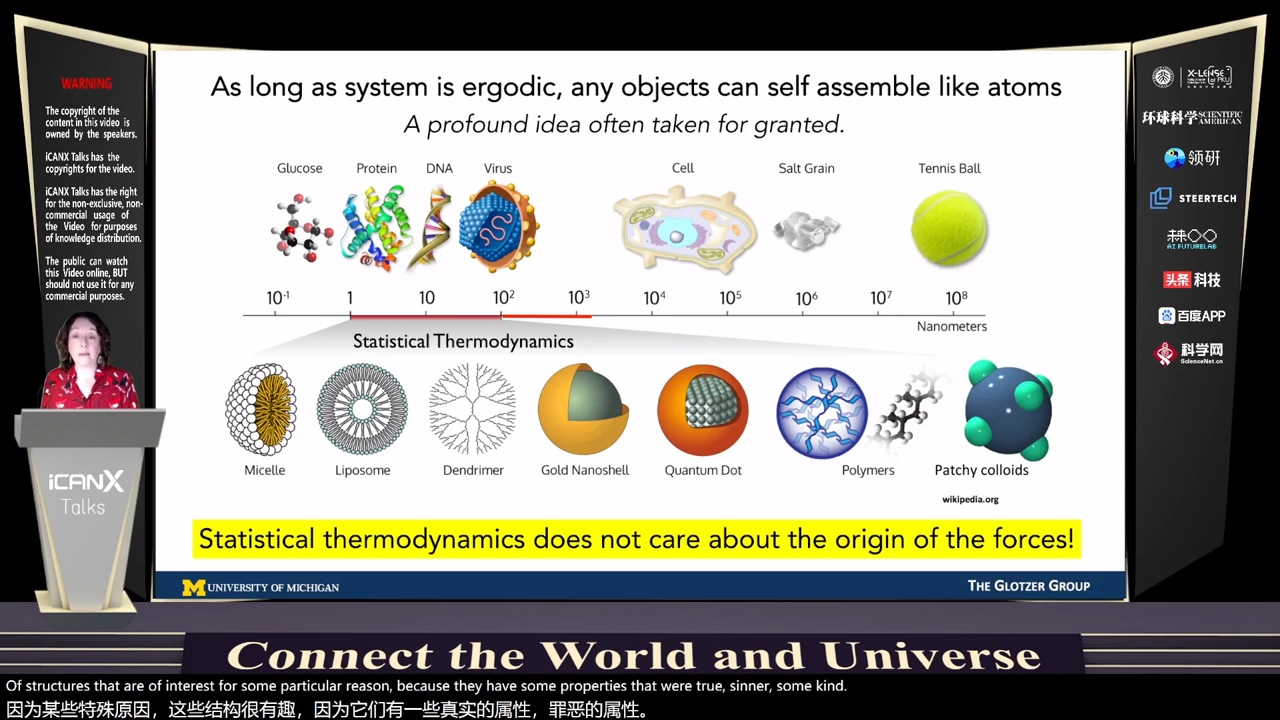 WARNING
The copyright of the
content in this video is
owned by the speakers.
iCANX Talks has the
copyrights for the video.
iCANX Talks has the right
for the non-exclusive, non-
commercial usage of
the Video for purposes
of knowledge distribution.
The public can watch
this Video online, BUT
should not use it for any
commercial purposes.
iCANX
Talks
As long as system is ergodic, any objects can self assemble like atoms
A profound idea often taken for granted.
Glucose Protein DNA Virus Cell Salt Grain Tennis Ball
10⁻¹ 1 10 10² 10³ 10⁴ 10⁵ 10⁶ 10⁷ 10⁸
Nanometers
Statistical Thermodynamics
Micelle Liposome Dendrimer Gold Nanoshell Quantum Dot Polymers Patchy colloids
wikipedia.org
Statistical thermodynamics does not care about the origin of the forces!
M UNIVERSITY OF MICHIGAN THE GLOTZER GROUP
X-LENSE
环球科学 SCIENTIFIC AMERICAN
领研
STEERTECH
AI FUTURELAB
头条 科技
百度APP
科学网
ScienceNet.cn
Connect the World and Universe
Of structures that are of interest for some particular reason, because they have some properties that were true, sinner, some kind.
因为某些特殊原因，这些结构很有趣，因为它们有一些真实的属性，罪恶的属性。